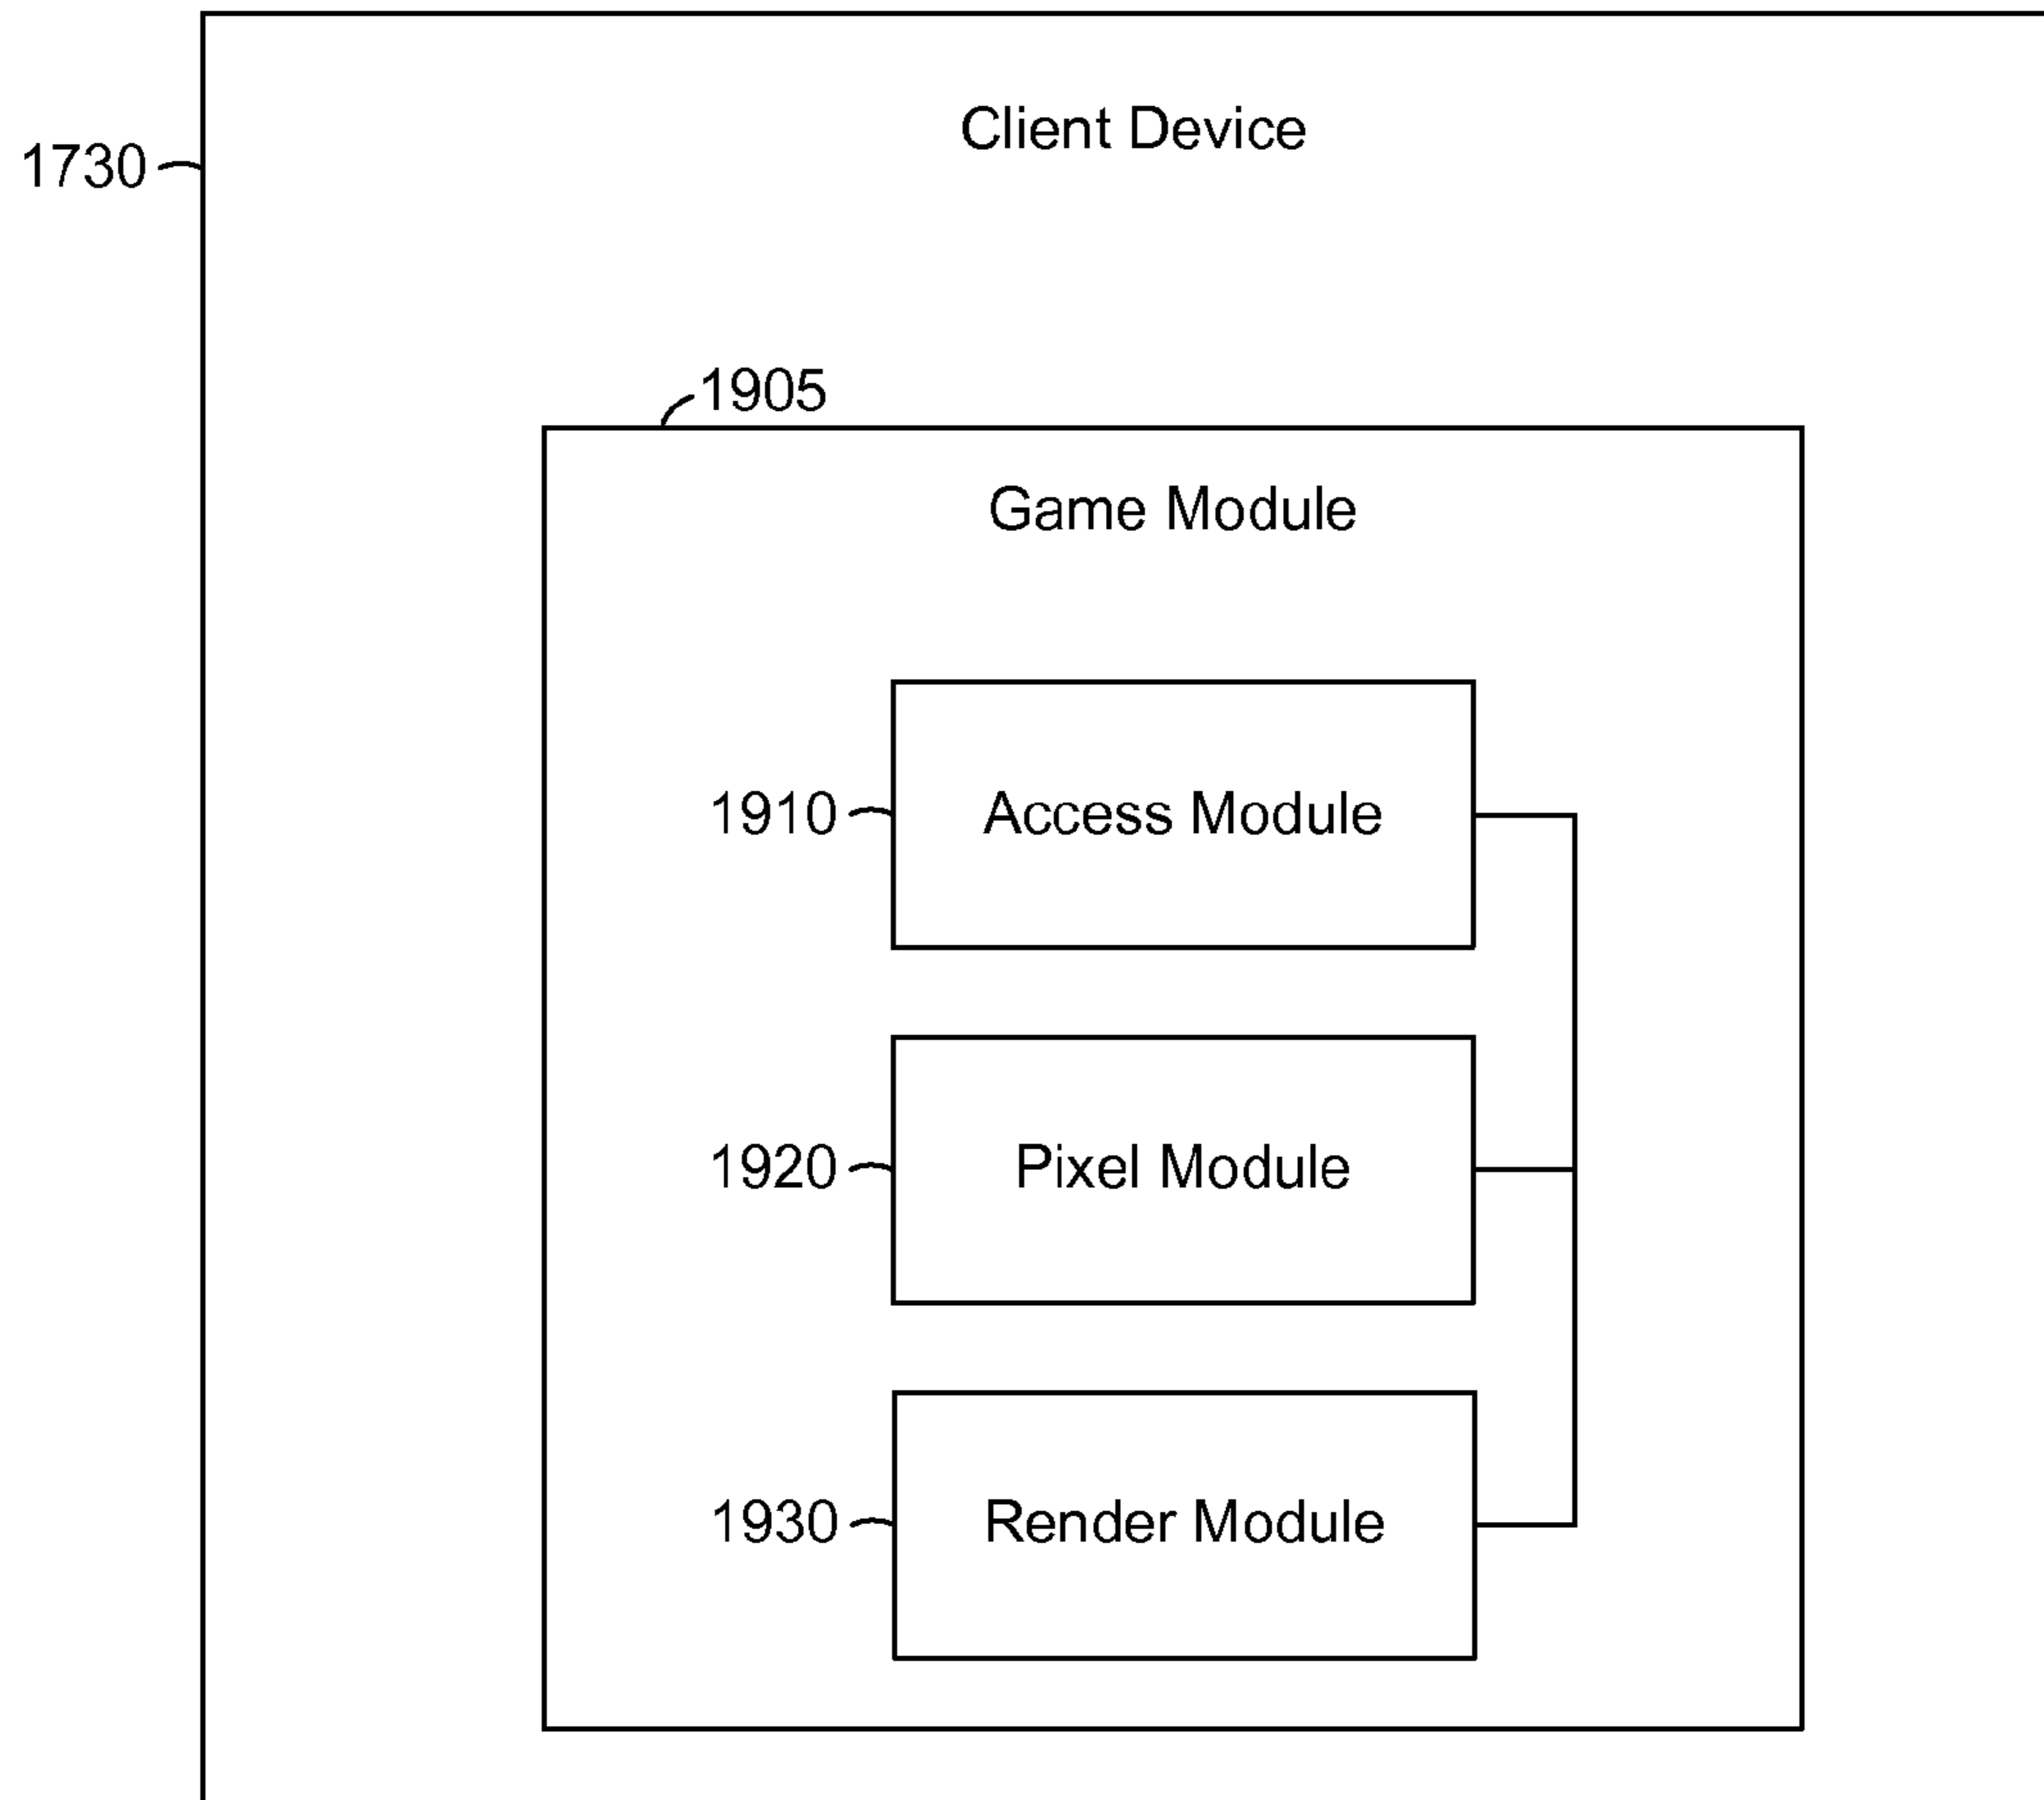 Client Device
1730
1905
Game Module
1910 Access Module
1920 Pixel Module
1930 Render Module